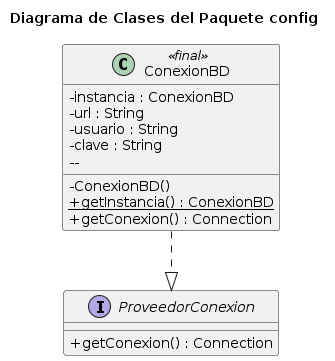 Diagrama de Clases del Paquete config
«final»
C ConexionBD
-instancia : ConexionBD
-url : String
-usuario : String
-clave : String
--
-ConexionBD()
+getInstancia() : ConexionBD
+getConexion() : Connection
I ProveedorConexion
+getConexion() : Connection